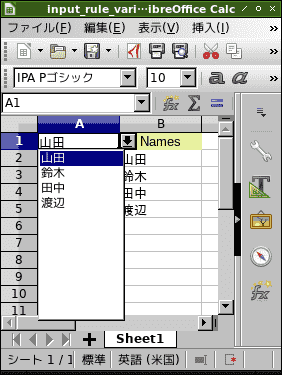 input_rule_vari…ibreOffice Calc
ファイル(F) 編集(E) 表示(V) 挿入(I)
IPA Pゴシック 10
A1
A B
1 山田 Names
2 山田 山田
3 鈴木 鈴木
4 田中 田中
5 渡辺 渡辺
6
7
8
9
10
11
Sheet1
シート 1 / 1 標準 英語 (米国)